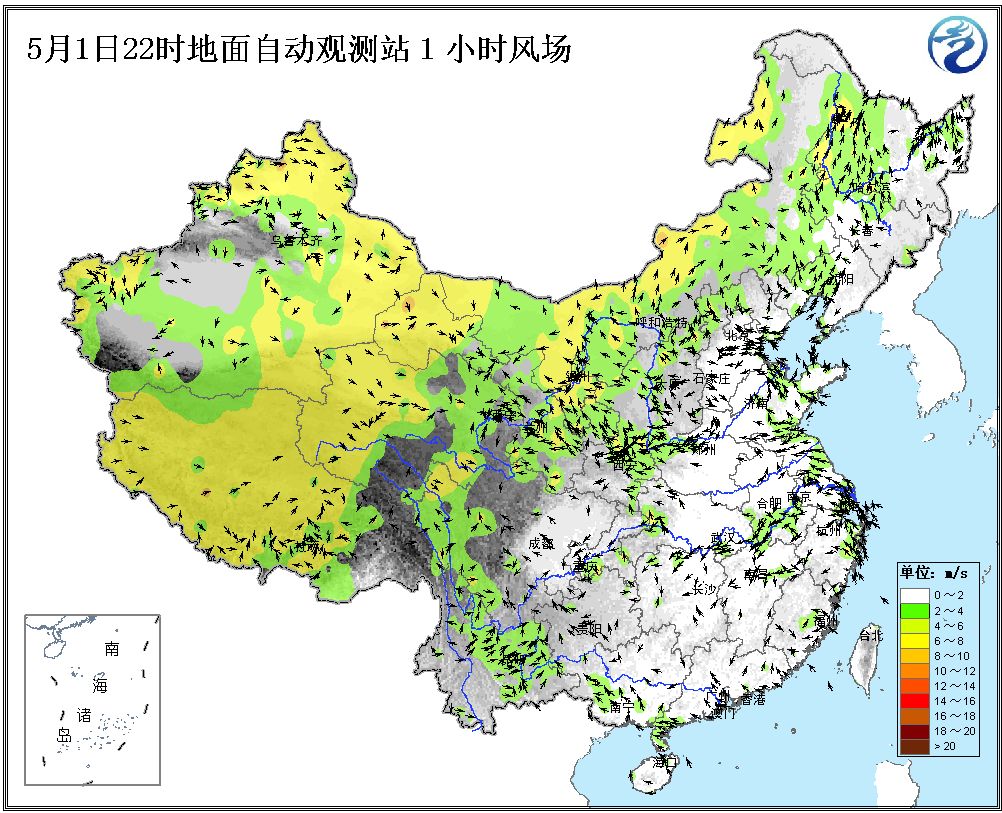 5月1日22时地面自动观测站1小时风场
哈尔滨
长春
乌鲁木齐
沈阳
呼和浩特
北京
银川
太原
石家庄
济南
西宁
兰州
郑州
西安
合肥
南京
成都
武汉
杭州
拉萨
重庆
南昌
长沙
贵阳
福州
台北
昆明
南宁
广州
香港
澳门
海口
南
海
诸
岛
单位: m/s
0～2
2～4
4～6
6～8
8～10
10～12
12～14
14～16
16～18
18～20
>20